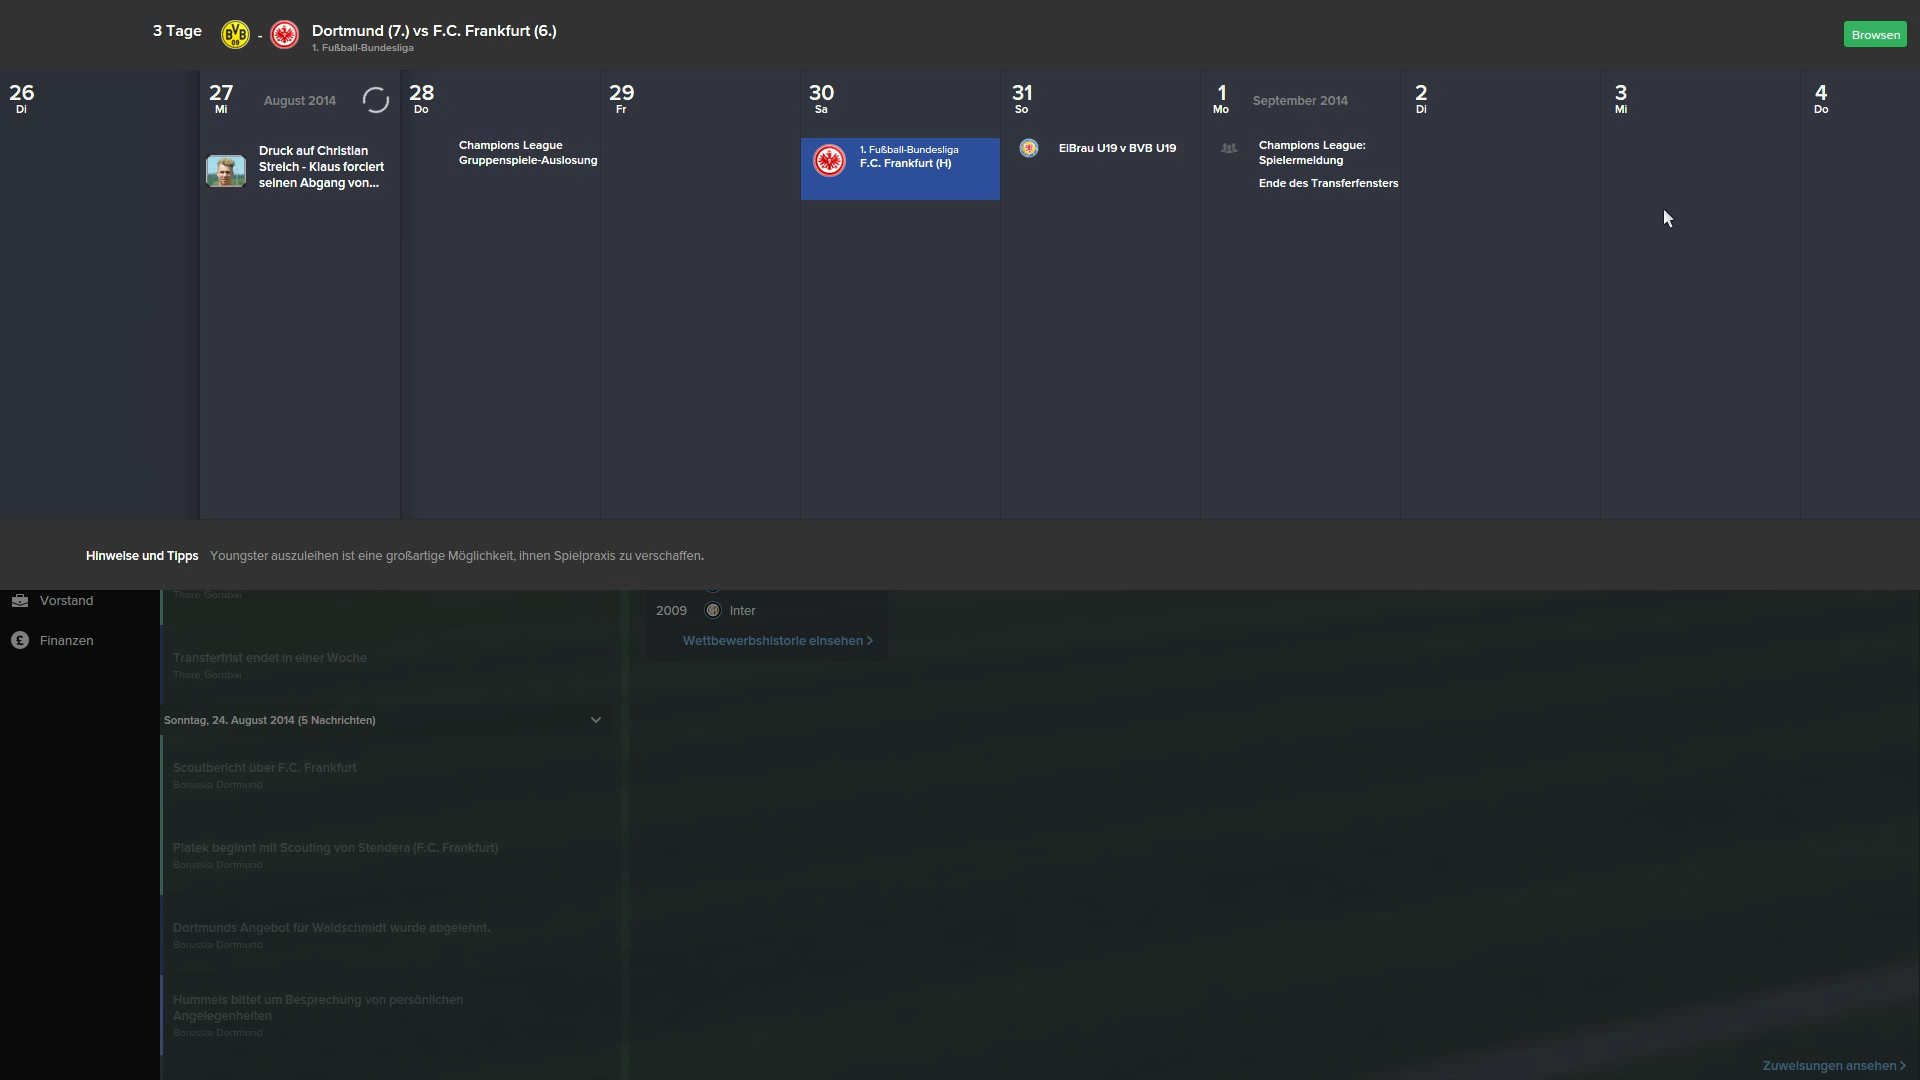 3 Tage
-
Dortmund (7.) vs F.C. Frankfurt (6.)
1. Fußball-Bundesliga
Browsen
26
Di
27
Mi
August 2014
28
Do
29
Fr
30
Sa
31
So
1
Mo
September 2014
2
Di
3
Mi
4
Do
Druck auf Christian
Streich - Klaus forciert
seinen Abgang von...
Champions League
Gruppenspiele-Auslosung
1. Fußball-Bundesliga
F.C. Frankfurt (H)
EiBrau U19 v BVB U19
Champions League:
Spielermeldung
Ende des Transferfensters
Hinweise und Tipps
Youngster auszuleihen ist eine großartige Möglichkeit, ihnen Spielpraxis zu verschaffen.
Vorstand
Finanzen
Thore Gorobai
Transferfrist endet in einer Woche
Thore Gorobai
Sonntag, 24. August 2014 (5 Nachrichten)
Scoutbericht über F.C. Frankfurt
Borussia Dortmund
Platek beginnt mit Scouting von Stendera (F.C. Frankfurt)
Borussia Dortmund
Dortmunds Angebot für Waldschmidt wurde abgelehnt.
Borussia Dortmund
Hummels bittet um Besprechung von persönlichen
Angelegenheiten
Borussia Dortmund
2009
Inter
Wettbewerbshistorie einsehen >
Zuweisungen ansehen >